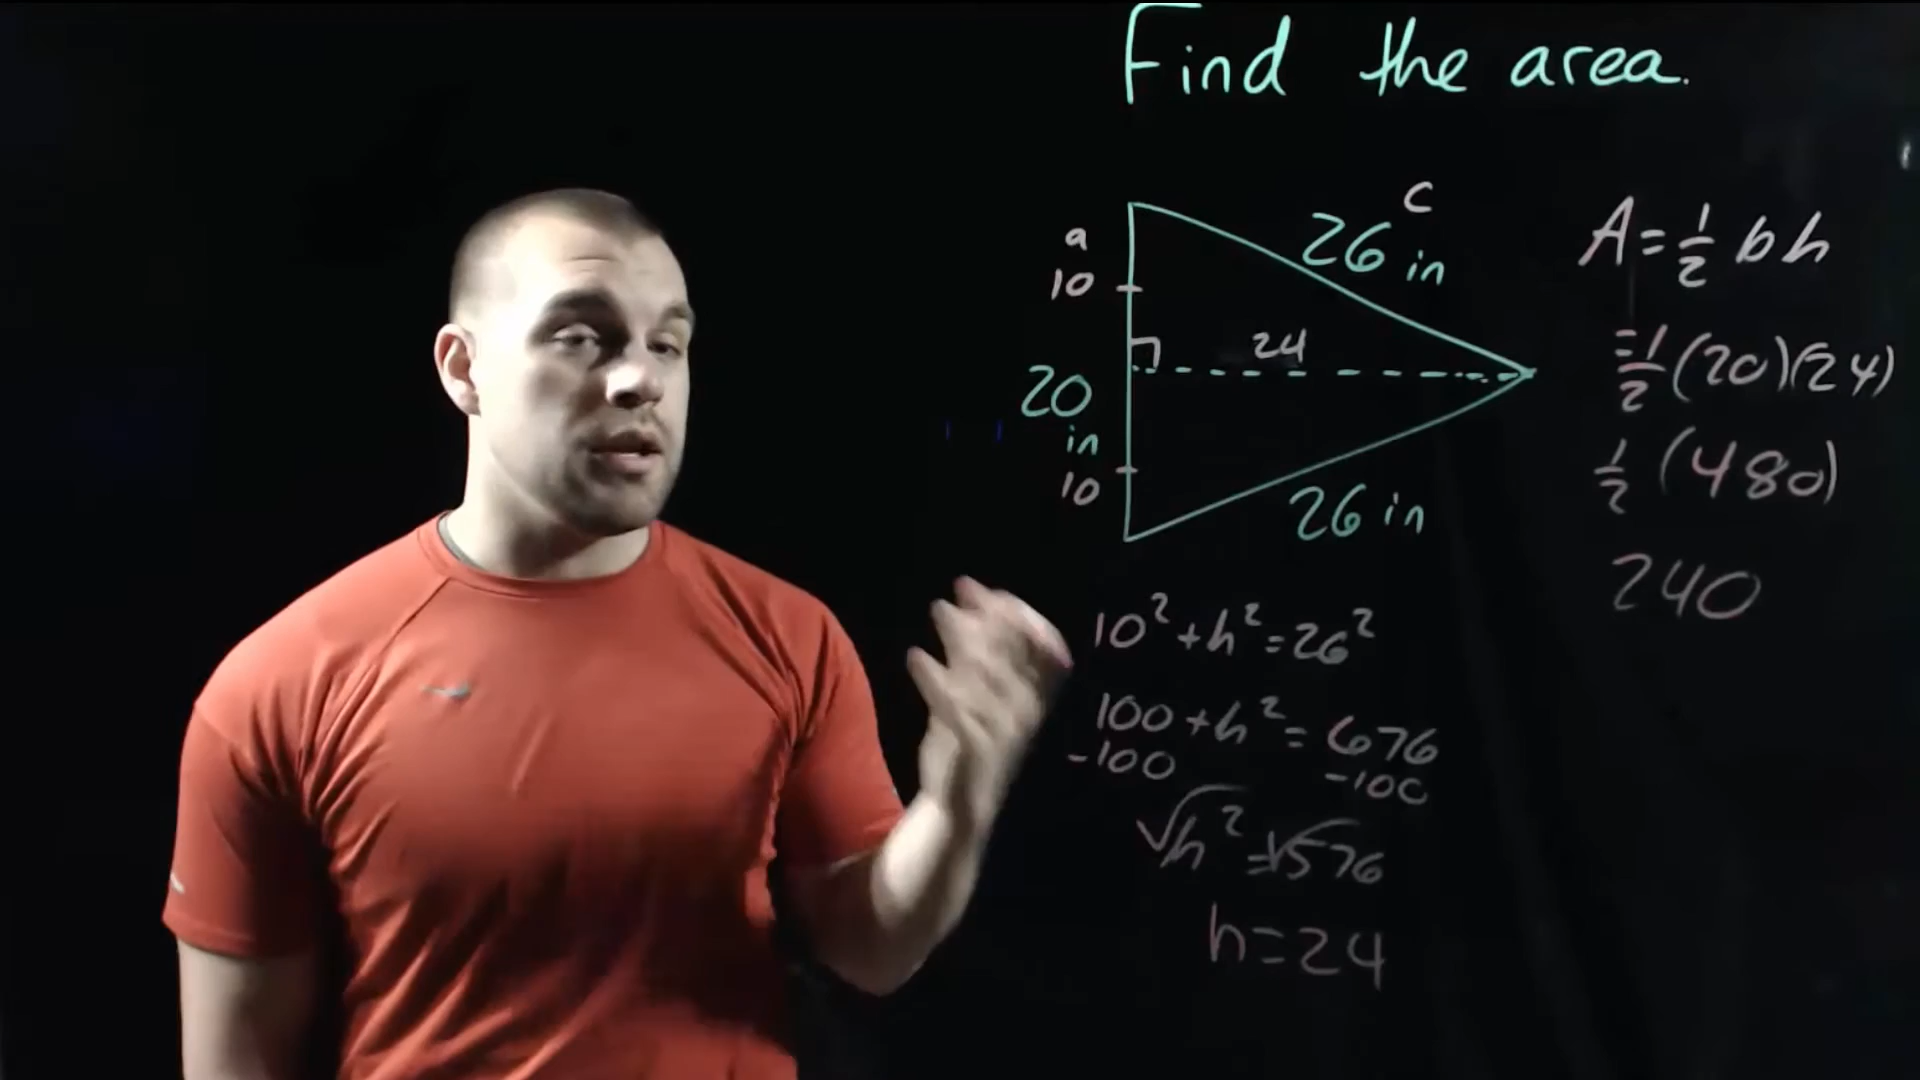 Find the area.
c
26 in
a
10
24
20
in
10
26 in
10² + h² = 26²
100 + h² = 676
-100 -100
√h² = √576
h = 24
A = ½ b h
= ½ (20)(24)
½ (480)
240